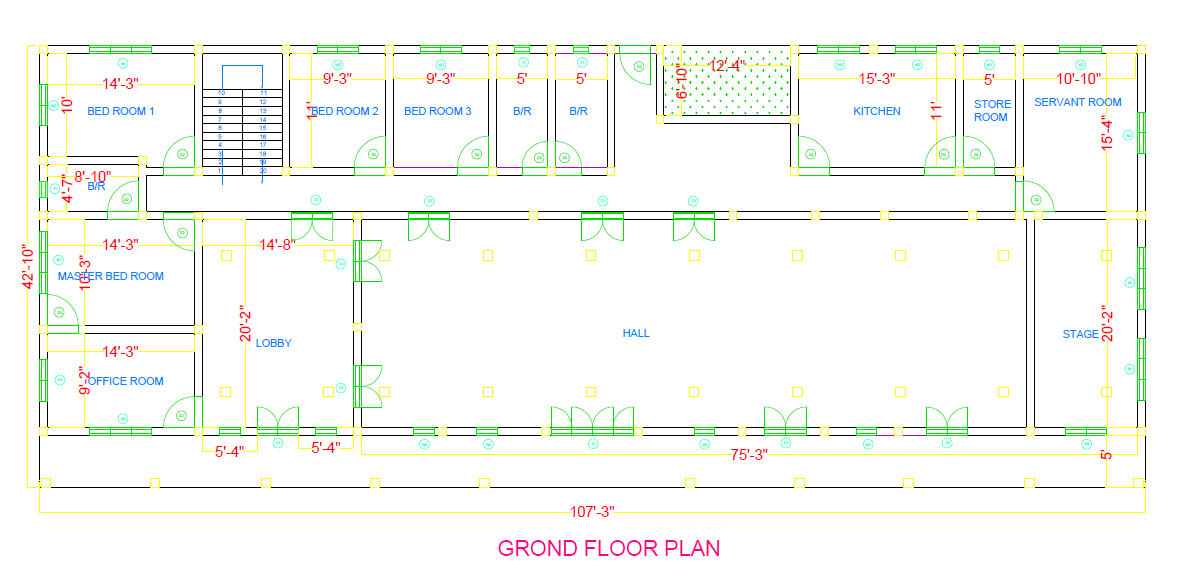 12'-4"
14'-3"
9'-3"
9'-3"
5'
5'
6'-10"
15'-3"
5'
10'-10"
10'
BED ROOM 1
11'
BED ROOM 2
BED ROOM 3
B/R
B/R
KITCHEN
11'
STORE
ROOM
SERVANT ROOM
15'-4"
10 11
9 12
8 13
7 14
6 15
5 16
4 17
3 18
2 19
1 20
8'-10"
4'-7"
B/R
14'-3"
14'-8"
42'-10"
10'-3"
MASTER BED ROOM
20'-2"
LOBBY
HALL
STAGE
20'-2"
14'-3"
9'-2"
OFFICE ROOM
5'-4"
5'-4"
75'-3"
5'
107'-3"
GROND FLOOR PLAN